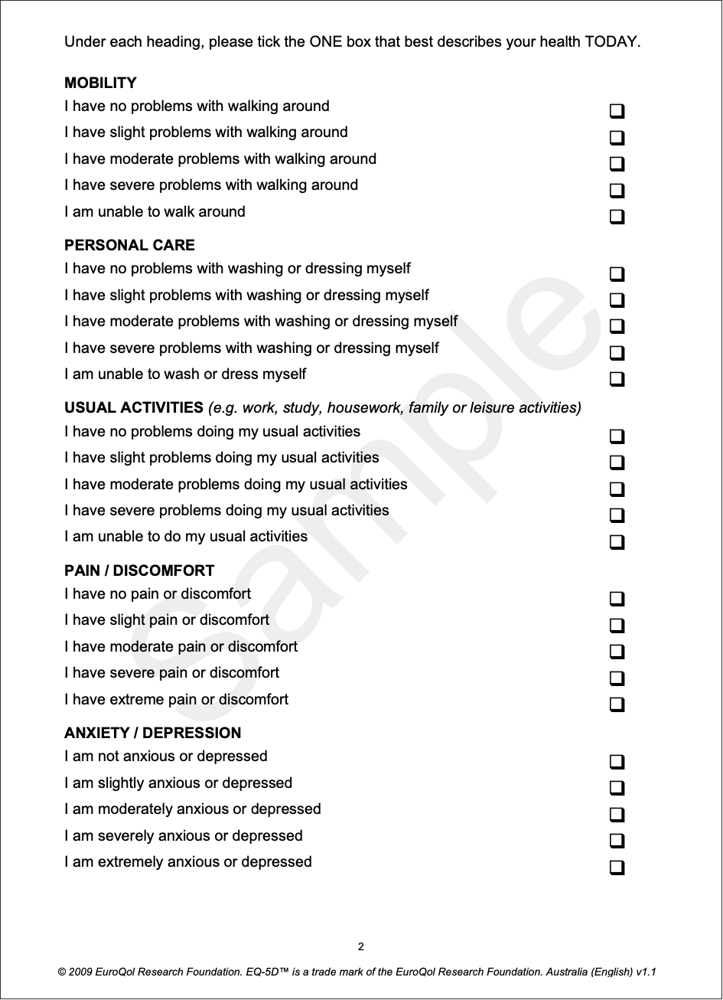 Under each heading, please tick the ONE box that best describes your health TODAY.
MOBILITY
I have no problems with walking around
I have slight problems with walking around
I have moderate problems with walking around
I have severe problems with walking around
I am unable to walk around
PERSONAL CARE
I have no problems with washing or dressing myself
I have slight problems with washing or dressing myself
I have moderate problems with washing or dressing myself
I have severe problems with washing or dressing myself
I am unable to wash or dress myself
USUAL ACTIVITIES (e.g. work, study, housework, family or leisure activities)
I have no problems doing my usual activities
I have slight problems doing my usual activities
I have moderate problems doing my usual activities
I have severe problems doing my usual activities
I am unable to do my usual activities
PAIN / DISCOMFORT
I have no pain or discomfort
I have slight pain or discomfort
I have moderate pain or discomfort
I have severe pain or discomfort
I have extreme pain or discomfort
ANXIETY / DEPRESSION
I am not anxious or depressed
I am slightly anxious or depressed
I am moderately anxious or depressed
I am severely anxious or depressed
I am extremely anxious or depressed
Sample
2
© 2009 EuroQol Research Foundation. EQ-5D™ is a trade mark of the EuroQol Research Foundation. Australia (English) v1.1